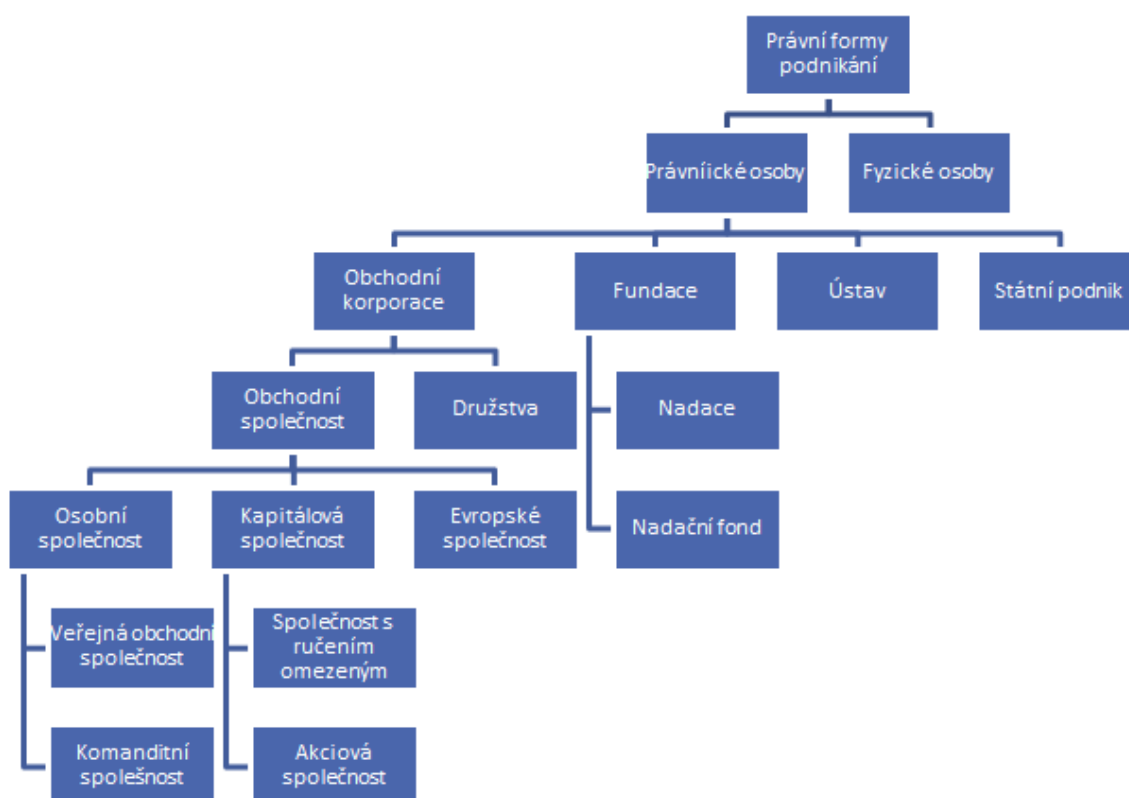 Právní formy
podnikání
Právníické osoby
Fyzické osoby
Obchodní
korporace
Fundace
Ústav
Státní podnik
Obchodní
společnost
Družstva
Nadace
Osobní
společnost
Kapitálová
společnost
Evropské
společnost
Nadační fond
Veřejná obchodní
společnost
Společnost s
ručením
omezeným
Komanditní
spolešnost
Akciová
společnost